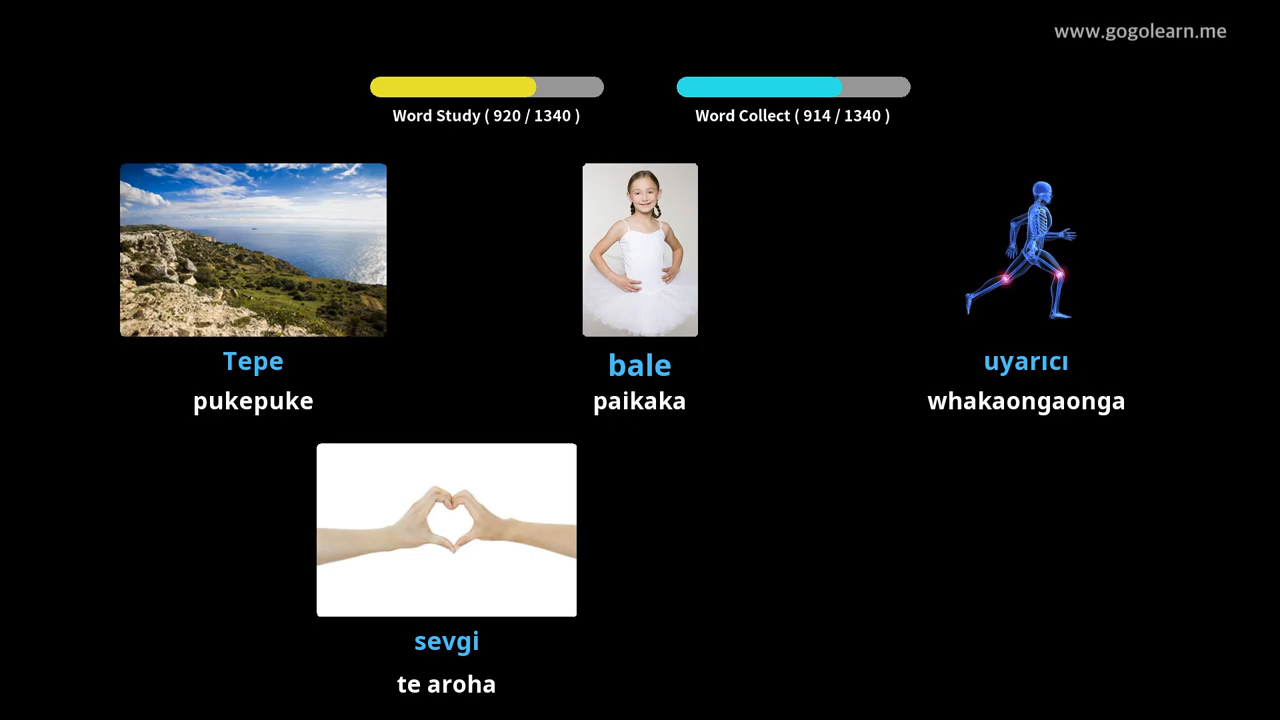 www.gogolearn.me
Word Study ( 920 / 1340 )
Word Collect ( 914 / 1340 )
Tepe
pukepuke
bale
paikaka
uyarıcı
whakaongaonga
sevgi
te aroha